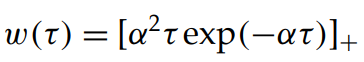 w(τ) = [α²τ exp(−ατ)]₊